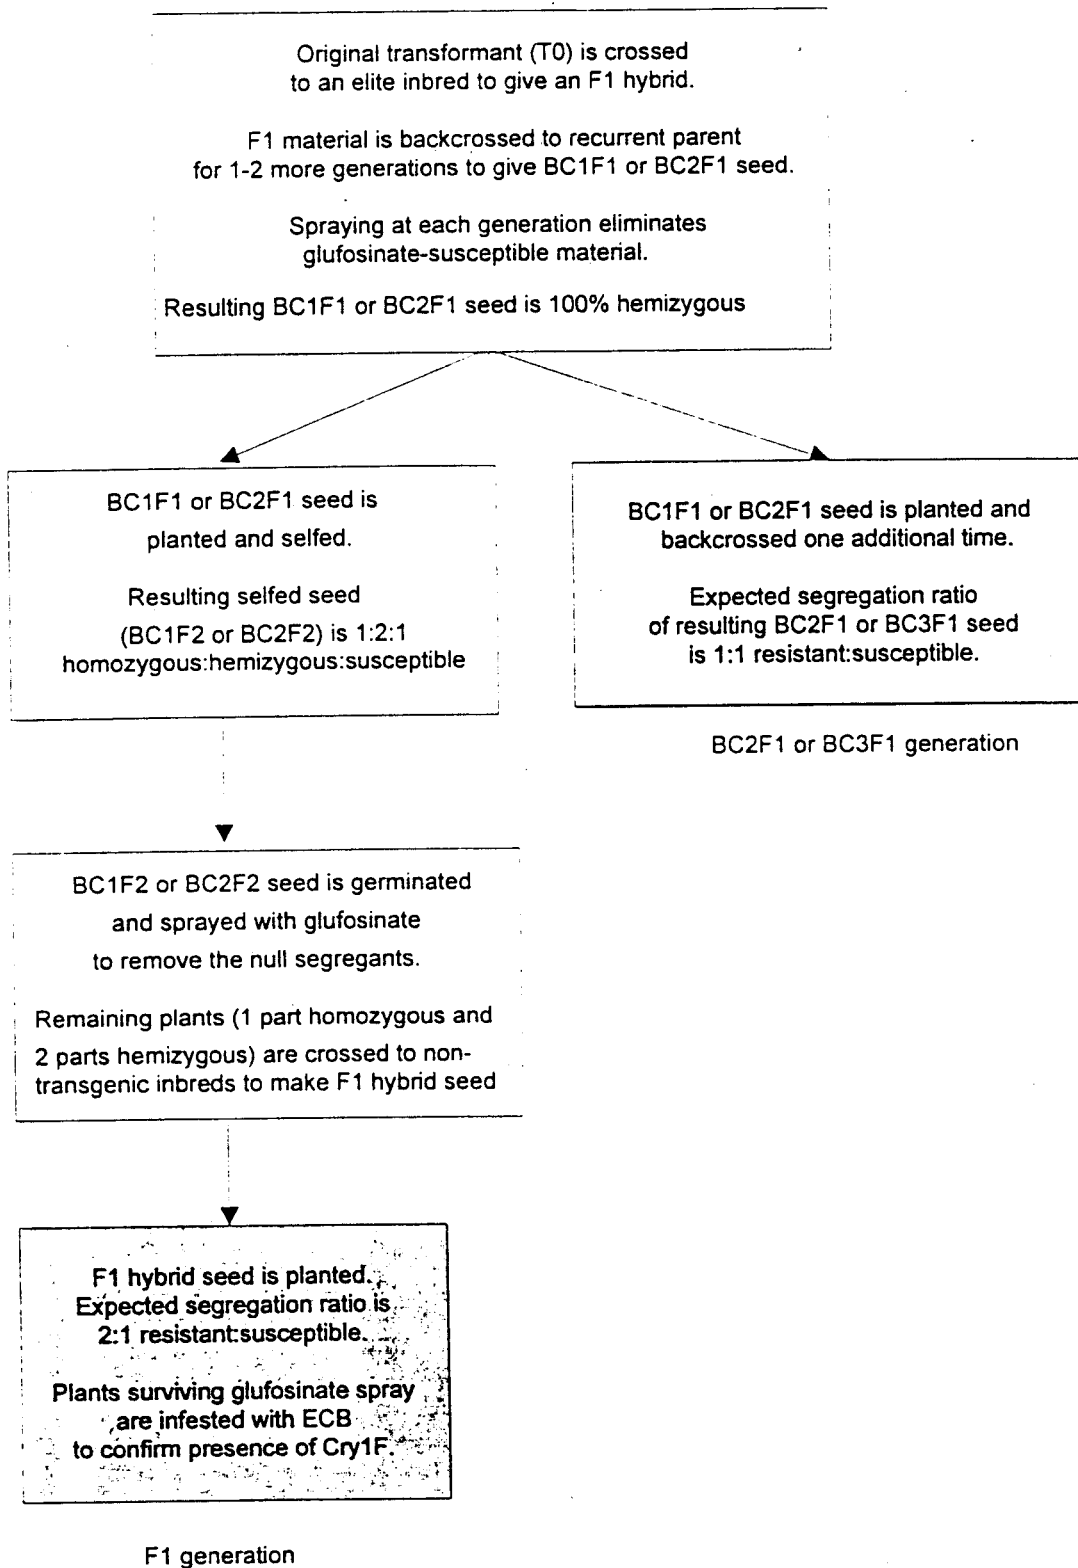 Original transformant (T0) is crossed
to an elite inbred to give an F1 hybrid.
F1 material is backcrossed to recurrent parent
for 1-2 more generations to give BC1F1 or BC2F1 seed.
Spraying at each generation eliminates
glufosinate-susceptible material.
Resulting BC1F1 or BC2F1 seed is 100% hemizygous
BC1F1 or BC2F1 seed is
planted and selfed.
Resulting selfed seed
(BC1F2 or BC2F2) is 1:2:1
homozygous:hemizygous:susceptible
BC1F1 or BC2F1 seed is planted and
backcrossed one additional time.
Expected segregation ratio
of resulting BC2F1 or BC3F1 seed
is 1:1 resistant:susceptible.
BC2F1 or BC3F1 generation
BC1F2 or BC2F2 seed is germinated
and sprayed with glufosinate
to remove the null segregants.
Remaining plants (1 part homozygous and
2 parts hemizygous) are crossed to non-
transgenic inbreds to make F1 hybrid seed
F1 hybrid seed is planted.
Expected segregation ratio is
2:1 resistant:susceptible.
Plants surviving glufosinate spray
are infested with ECB
to confirm presence of Cry1F.
F1 generation